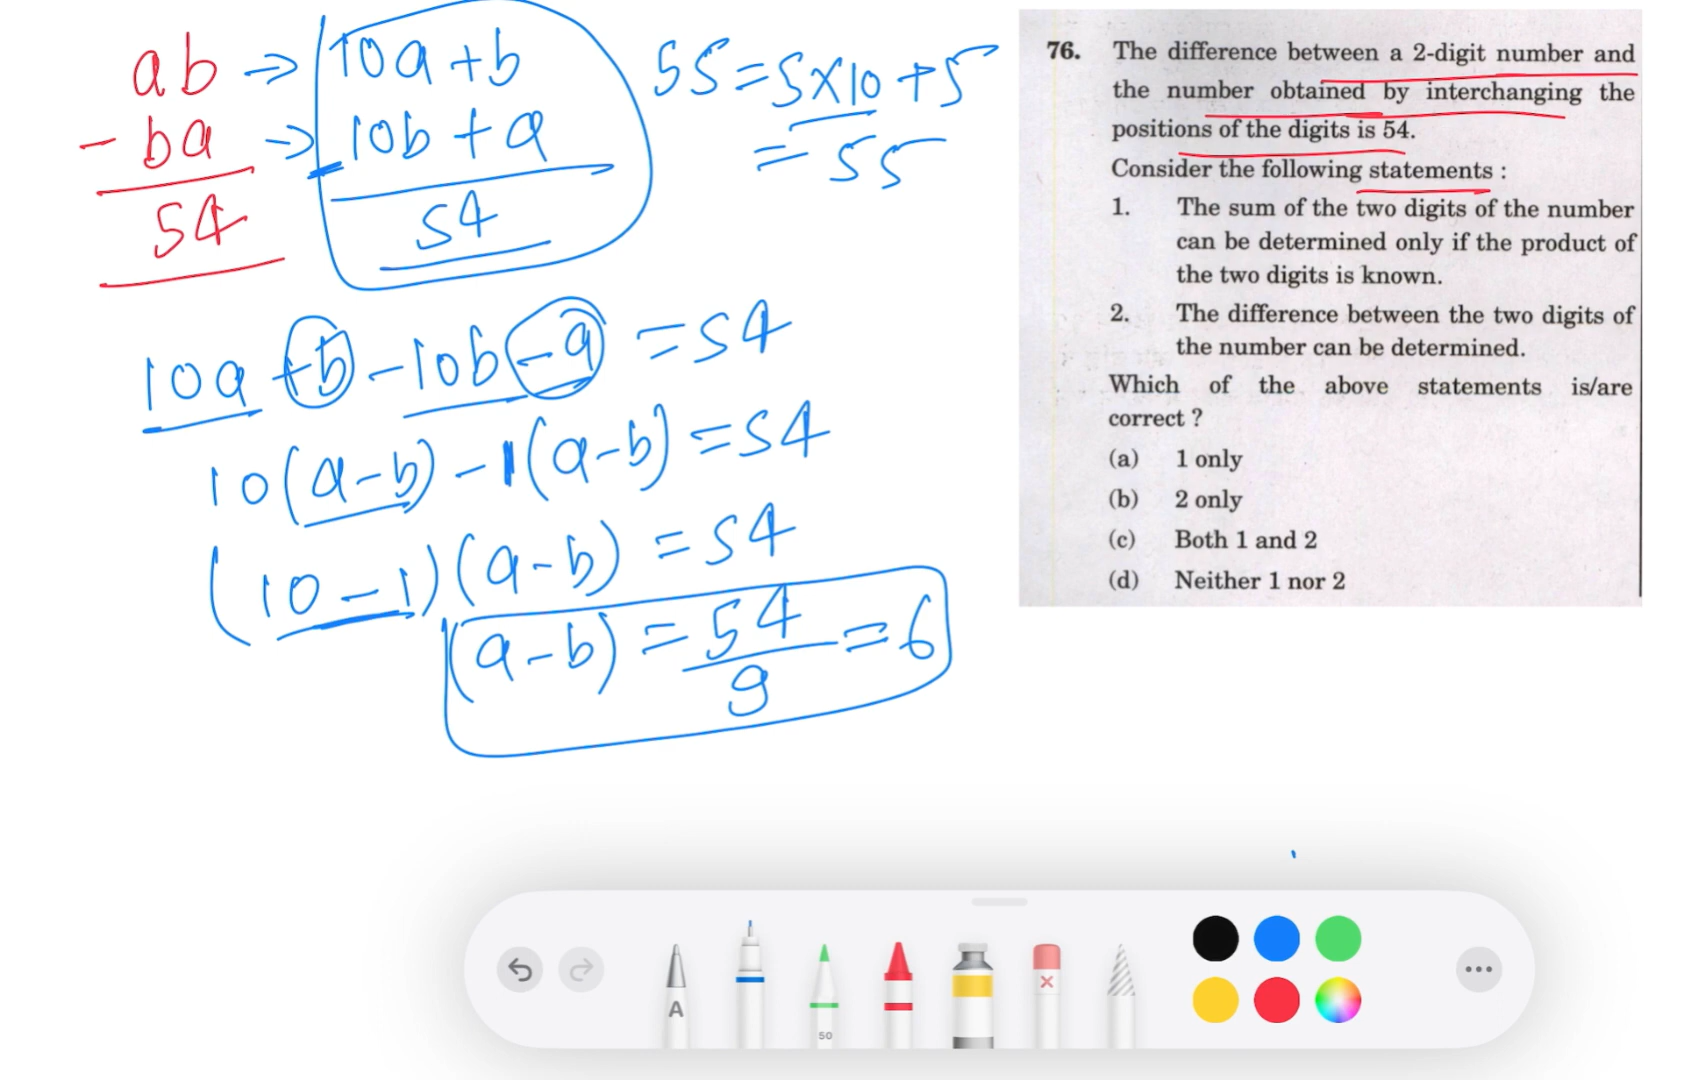 ab ⇒ 10a+b
- ba ⇒ 10b+a
54
54
55=5×10+5
=55
10a+b-10b-a=54
10(a-b)-1(a-b)=54
(10-1)(a-b)=54
(a-b)=54/9=6
76. The difference between a 2-digit number and
the number obtained by interchanging the
positions of the digits is 54.
Consider the following statements :
1. The sum of the two digits of the number
can be determined only if the product of
the two digits is known.
2. The difference between the two digits of
the number can be determined.
Which of the above statements is/are
correct ?
(a) 1 only
(b) 2 only
(c) Both 1 and 2
(d) Neither 1 nor 2
A
50